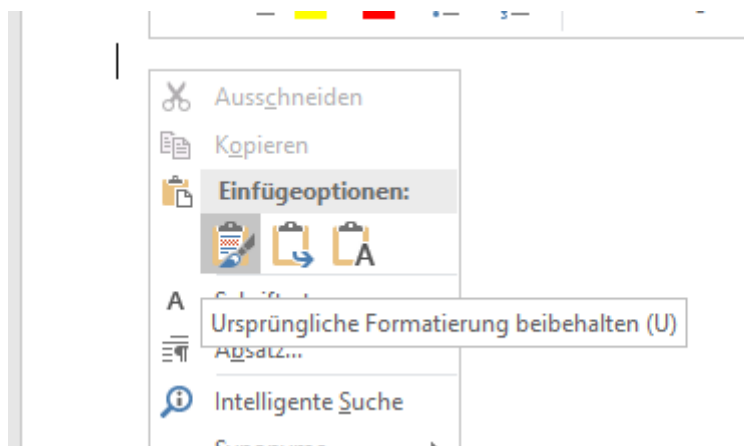 Ausschneiden
Kopieren
Einfügeoptionen:
A
Ursprüngliche Formatierung beibehalten (U)
Absatz...
Intelligente Suche